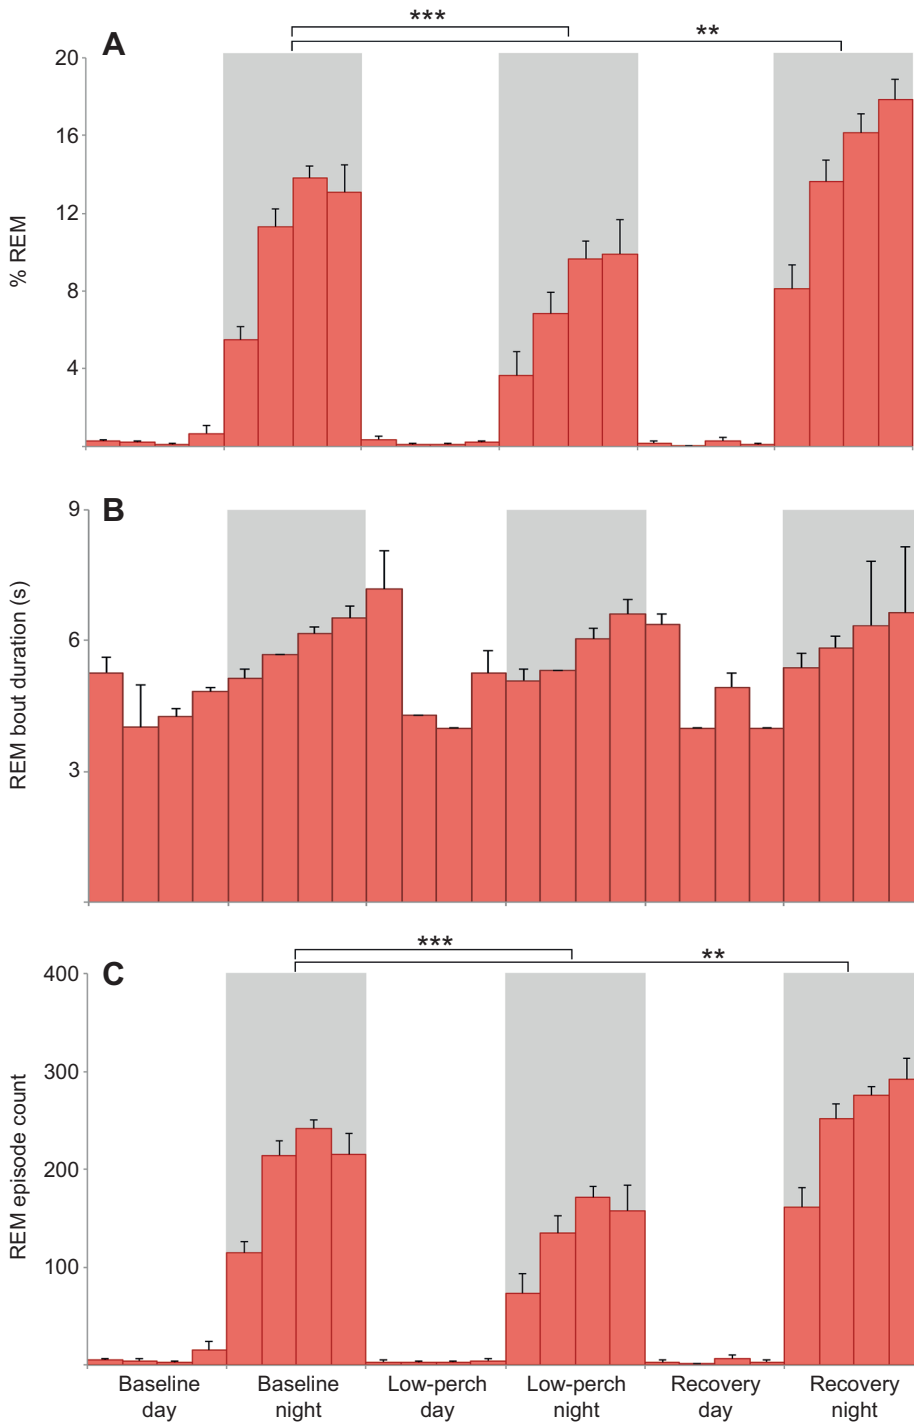 A
***
**
20
16
12
8
4
% REM
B
9
6
3
REM bout duration (s)
C
***
**
400
300
200
100
REM episode count
Baseline day
Baseline night
Low-perch day
Low-perch night
Recovery day
Recovery night